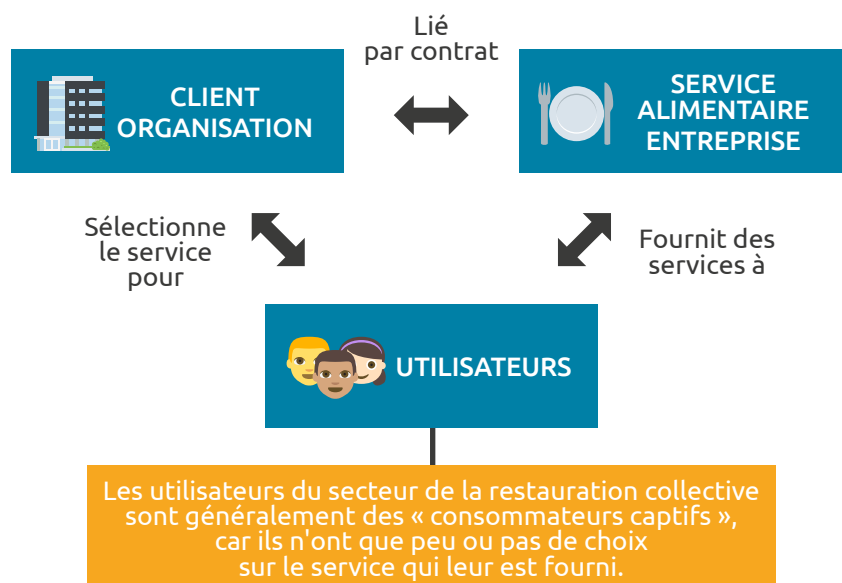 Lié
par contrat
CLIENT
ORGANISATION
SERVICE
ALIMENTAIRE
ENTREPRISE
Sélectionne
le service
pour
Fournit des
services à
UTILISATEURS
Les utilisateurs du secteur de la restauration collective
sont généralement des « consommateurs captifs »,
car ils n'ont que peu ou pas de choix
sur le service qui leur est fourni.